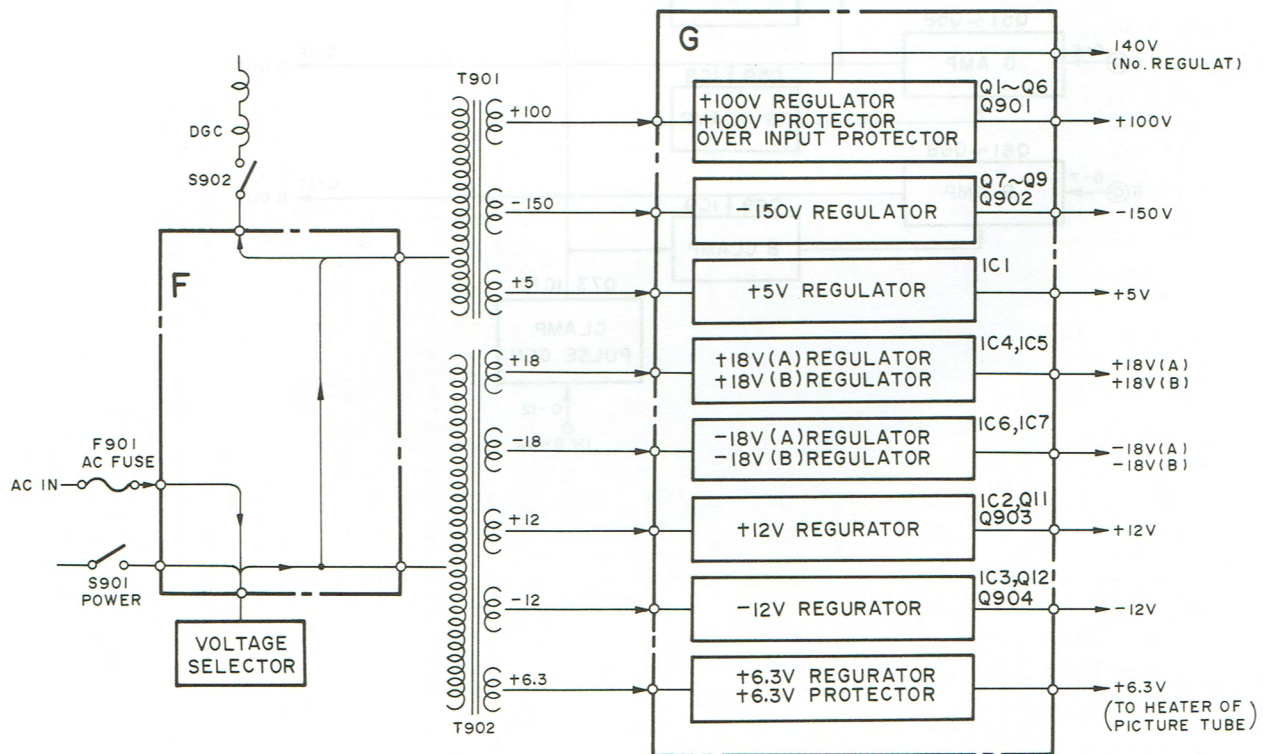 G
140V
(No.REGULAT)
T901
+100
+100V REGULATOR
+100V PROTECTOR
OVER INPUT PROTECTOR
Q1~Q6
Q901
+100V
DGC
S902
-150
-150V REGULATOR
Q7~Q9
Q902
-150V
F
+5
+5V REGULATOR
IC1
+5V
+18
+18V(A)REGULATOR
+18V(B)REGULATOR
IC4,IC5
+18V(A)
+18V(B)
-18
-18V(A)REGULATOR
-18V(B)REGULATOR
IC6,IC7
-18V(A)
-18V(B)
F901
AC FUSE
AC IN
+12
+12V REGURATOR
IC2,Q11
Q903
+12V
S901
POWER
-12
-12V REGURATOR
IC3,Q12
Q904
-12V
VOLTAGE
SELECTOR
+6.3
+6.3V REGURATOR
+6.3V PROTECTOR
+6.3V
(TO HEATER OF
PICTURE TUBE)
T902